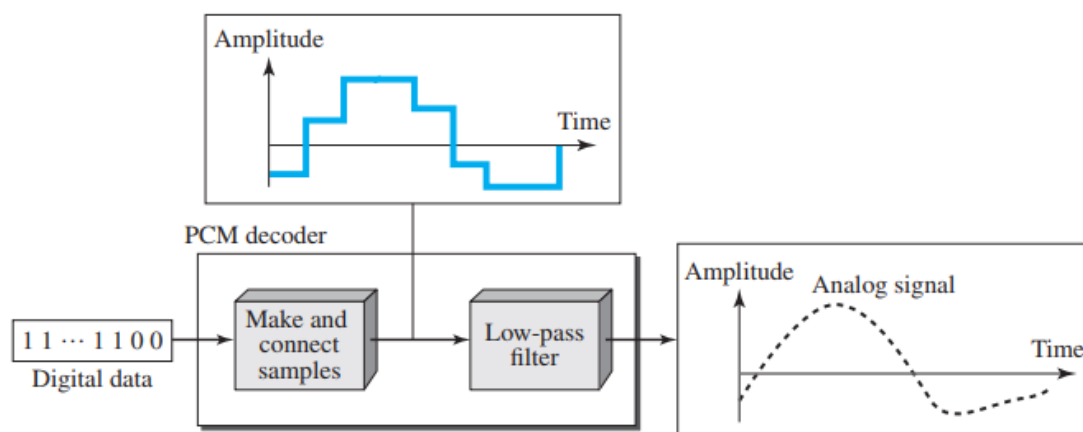 Amplitude
Time
PCM decoder
Make and
connect
samples
Low-pass
filter
1 1 ··· 1 1 0 0
Digital data
Amplitude
Analog signal
Time